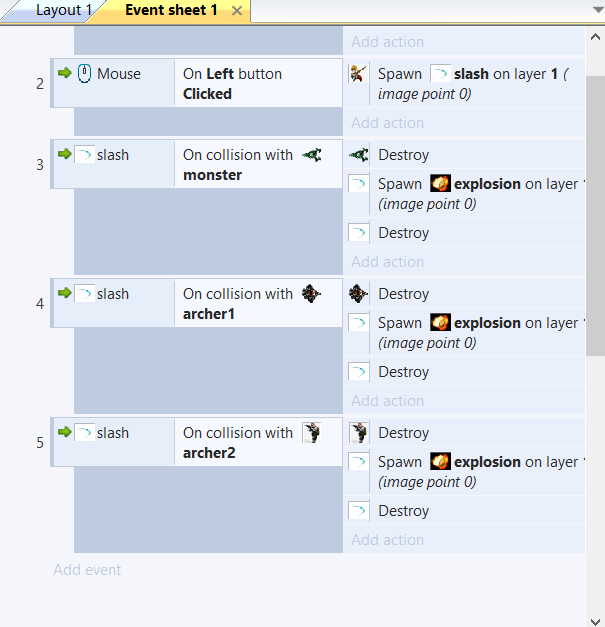 Layout 1
Event sheet 1
Add action
2
Mouse
On Left button
Clicked
Spawn slash on layer 1 (
image point 0)
Add action
3
slash
On collision with
monster
Destroy
Spawn explosion on layer
(image point 0)
Destroy
Add action
4
slash
On collision with
archer1
Destroy
Spawn explosion on layer
(image point 0)
Destroy
Add action
5
slash
On collision with
archer2
Destroy
Spawn explosion on layer
(image point 0)
Destroy
Add action
Add event